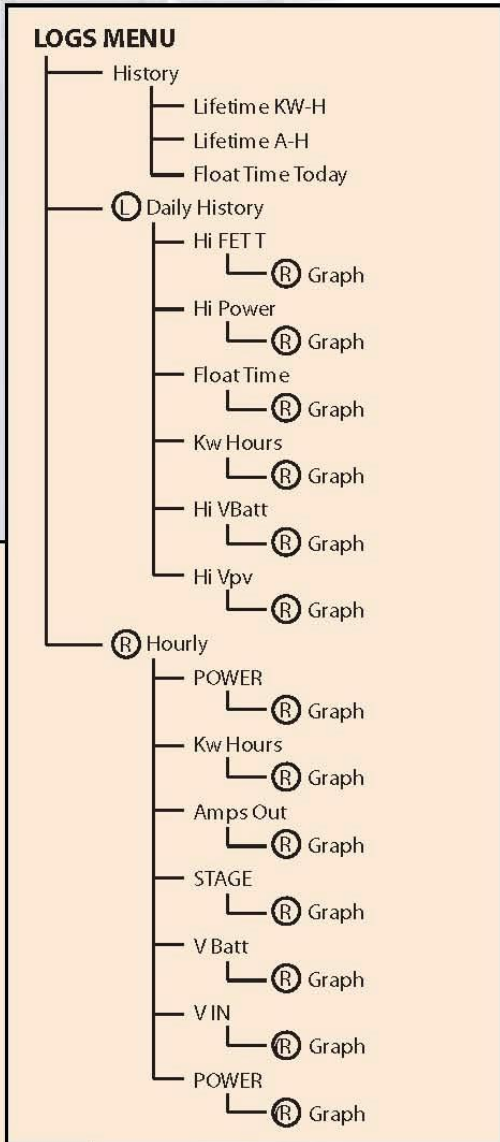 LOGS MENU
History
Lifetime KW-H
Lifetime A-H
Float Time Today
L Daily History
Hi FET T
R Graph
Hi Power
R Graph
Float Time
R Graph
Kw Hours
R Graph
Hi VBatt
R Graph
Hi Vpv
R Graph
R Hourly
POWER
R Graph
Kw Hours
R Graph
Amps Out
R Graph
STAGE
R Graph
V Batt
R Graph
V IN
R Graph
POWER
R Graph